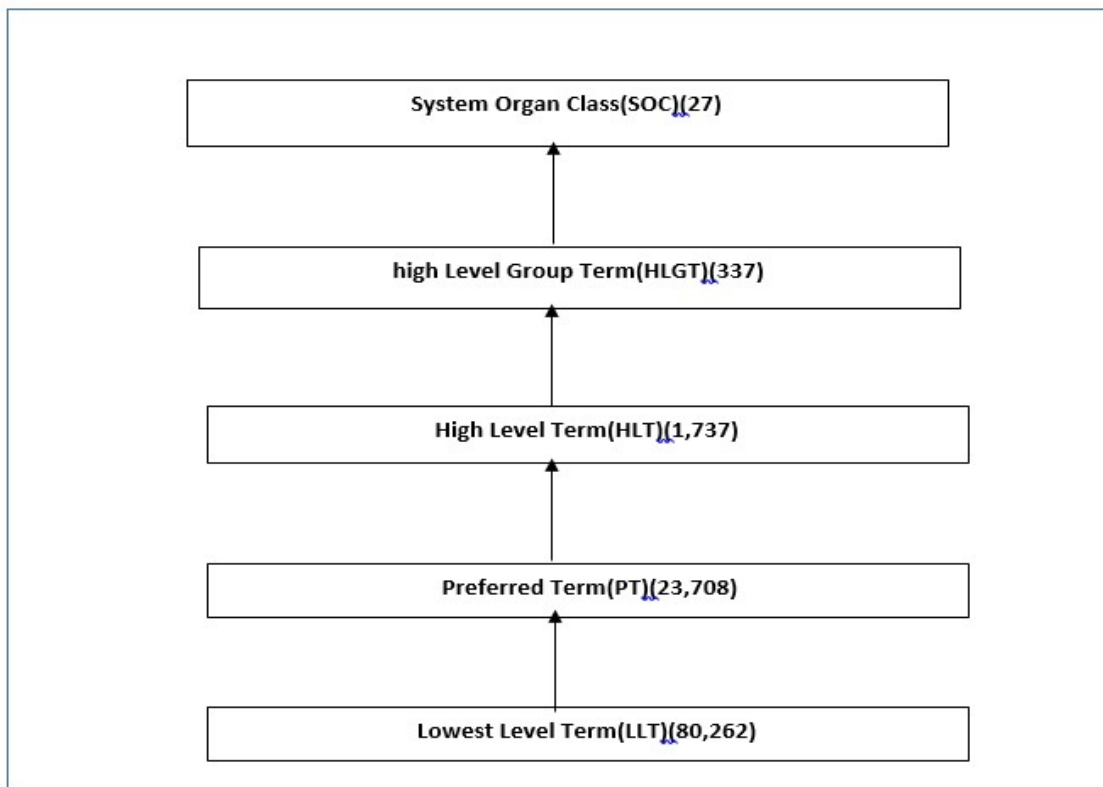 System Organ Class(SOC)(27)
high Level Group Term(HLGT)(337)
High Level Term(HLT)(1,737)
Preferred Term(PT)(23,708)
Lowest Level Term(LLT)(80,262)